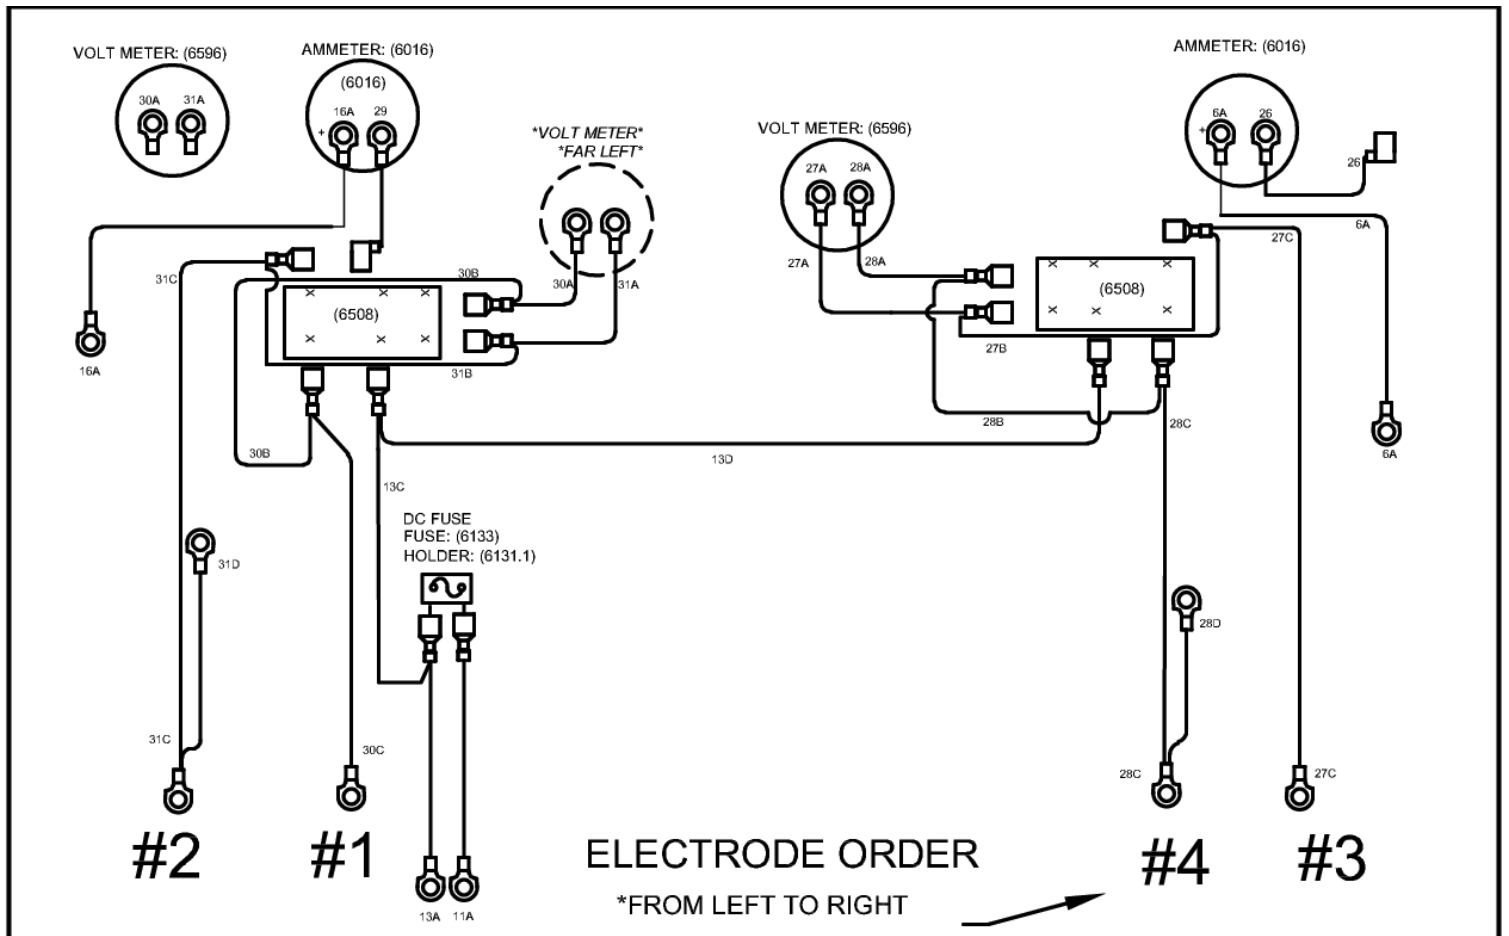 VOLT METER: (6596)
30A 31A
AMMETER: (6016)
(6016)
+ 16A 29
*VOLT METER*
*FAR LEFT*
30A 31A
VOLT METER: (6596)
27A 28A
27A 28A
AMMETER: (6016)
+ 6A 26
26
6A
27C
31C
30B
(6508)
X X X
X X X
31B
16A
(6508)
X X X
X X X
27B
28B
28C
6A
30B
13D
13C
DC FUSE
FUSE: (6133)
HOLDER: (6131.1)
31D
28D
31C
30C
28C
27C
#2
#1
ELECTRODE ORDER
#4
#3
*FROM LEFT TO RIGHT
13A 11A